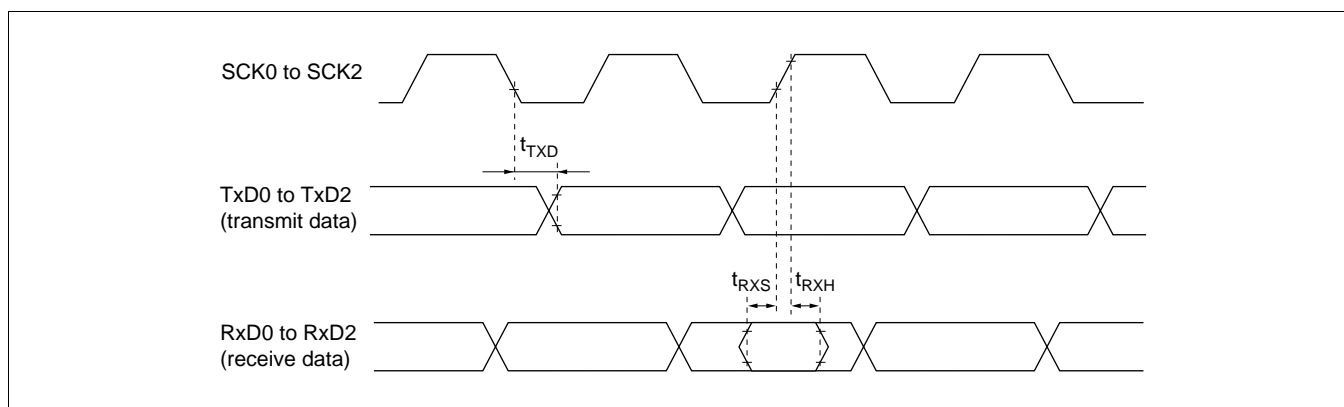 SCK0 to SCK2
tTXD
TxD0 to TxD2
(transmit data)
tRXS
tRXH
RxD0 to RxD2
(receive data)